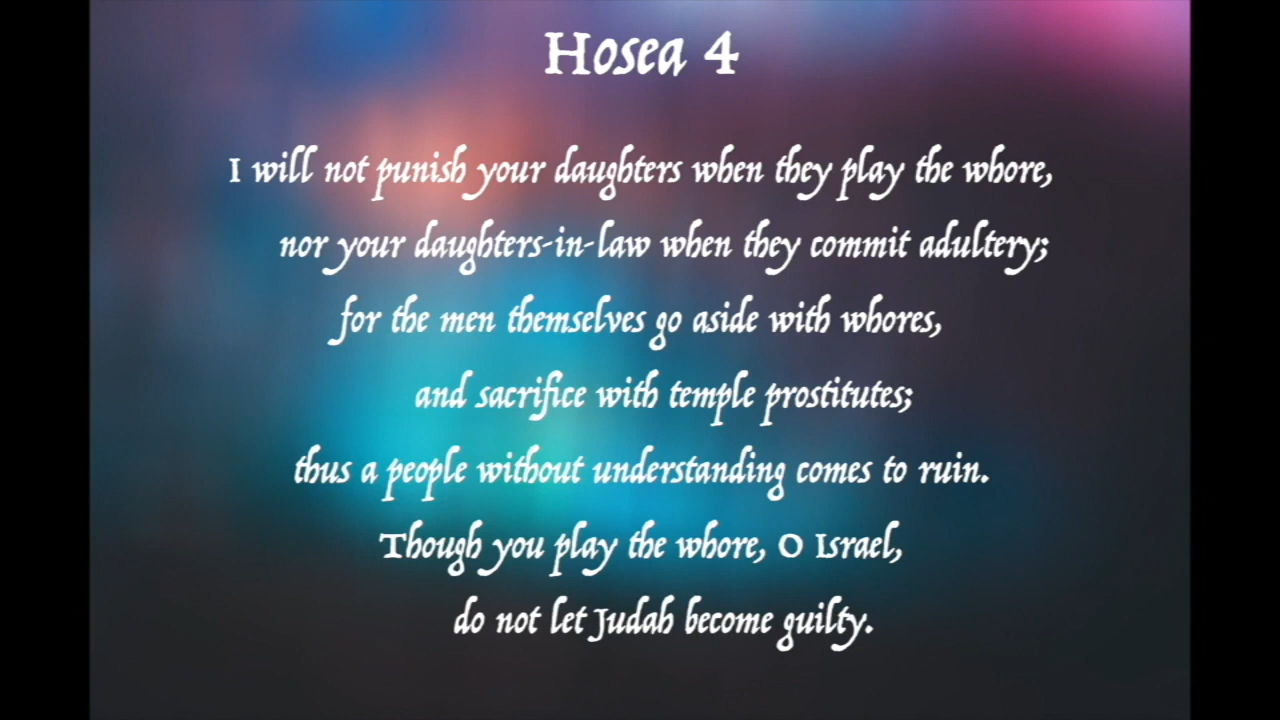 Hosea 4
I will not punish your daughters when they play the whore,
nor your daughters-in-law when they commit adultery;
for the men themselves go aside with whores,
and sacrifice with temple prostitutes;
thus a people without understanding comes to ruin.
Though you play the whore, O Israel,
do not let Judah become guilty.